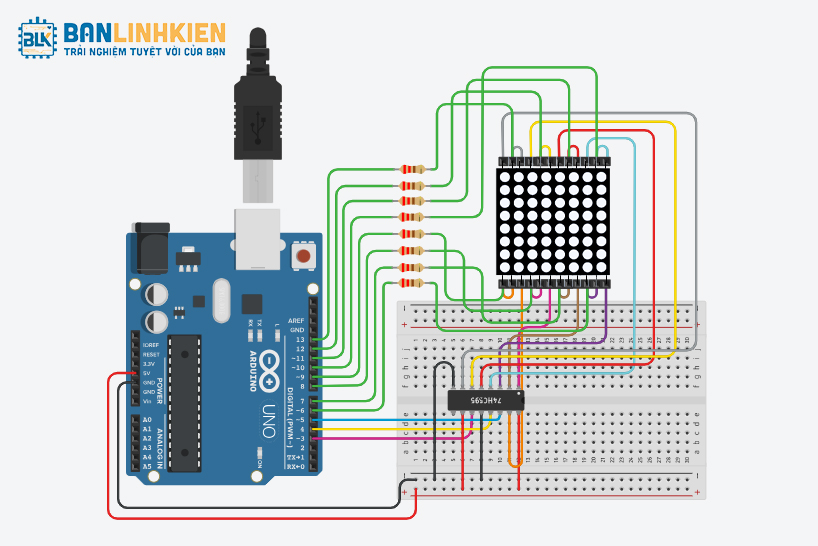 BLK
BANLINHKIEN
TRẢI NGHIỆM TUYỆT VỜI CỦA BẠN
AREF
GND
13
12
~11
~10
~9
8
7
~6
~5
4
~3
2
TX→1
RX←0
IOREF
RESET
3.3V
5V
GND
GND
Vin
POWER
A0
A1
A2
A3
A4
A5
ANALOG IN
RX
TX
L
ARDUINO
UNO
DIGITAL (PWM~)
ON
74HC595